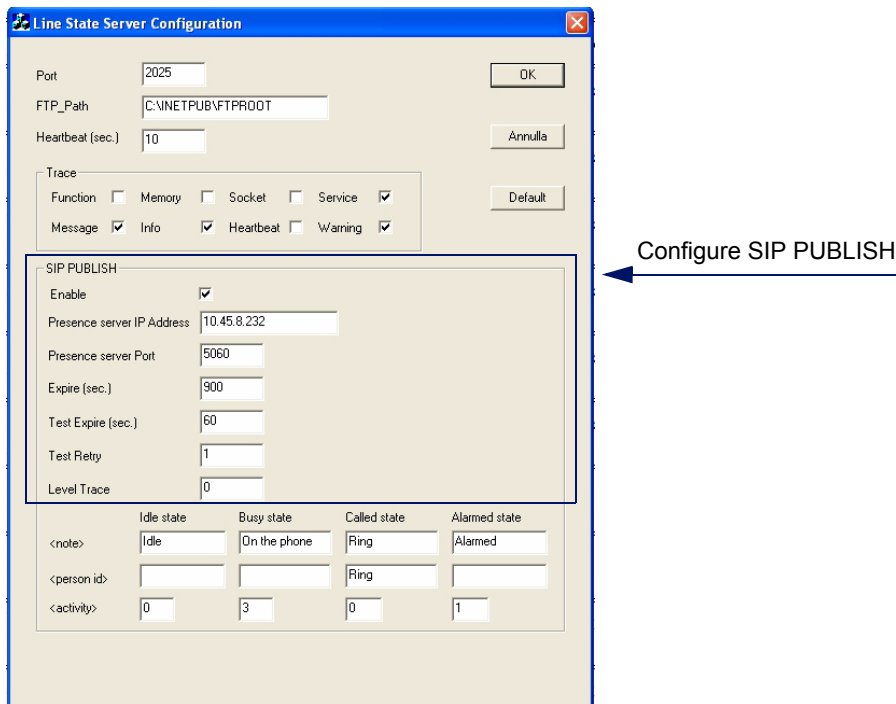 Line State Server Configuration
Port 2025 OK
FTP_Path C:\INETPUB\FTPROOT
Heartbeat (sec.) 10 Annulla
Trace
Function Memory Socket Service Default
Message Info Heartbeat Warning
Configure SIP PUBLISH
SIP PUBLISH
Enable
Presence server IP Address 10.45.8.232
Presence server Port 5060
Expire (sec.) 900
Test Expire (sec.) 60
Test Retry 1
Level Trace 0
Idle state Busy state Called state Alarmed state
<note> Idle On the phone Ring Alarmed
<person id> Ring
<activity> 0 3 0 1